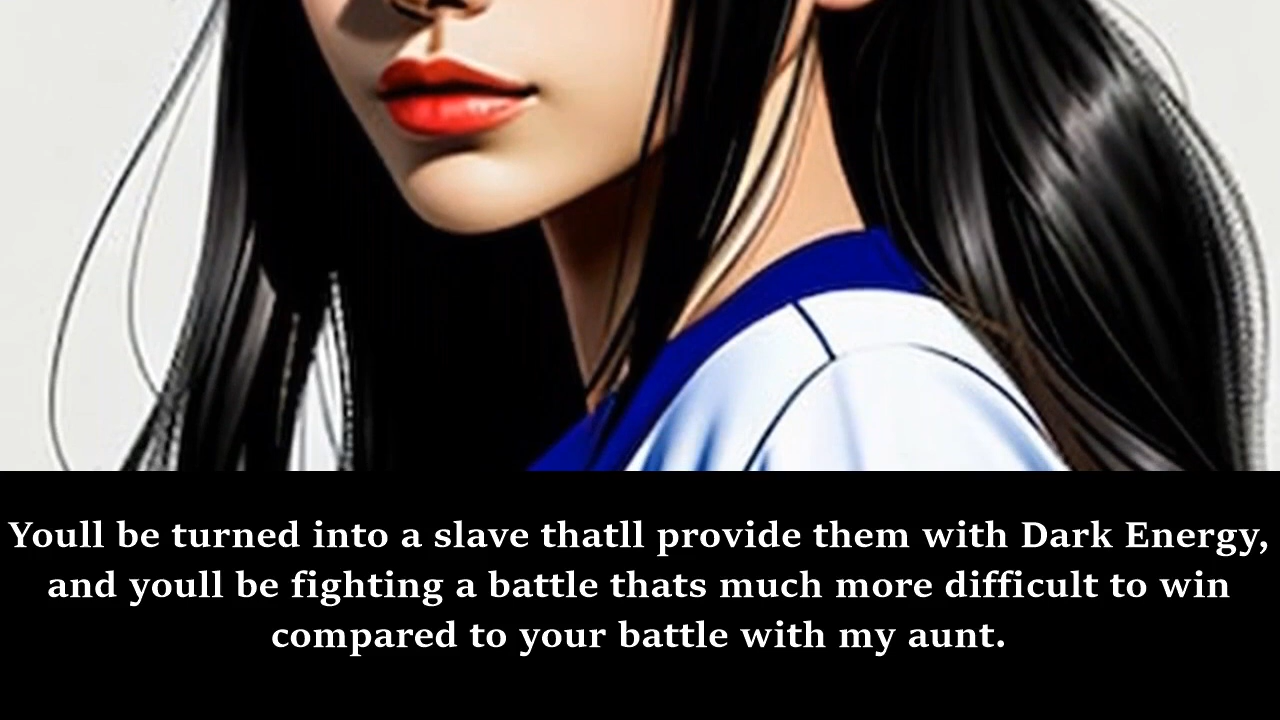 Youll be turned into a slave thatll provide them with Dark Energy,
and youll be fighting a battle thats much more difficult to win
compared to your battle with my aunt.